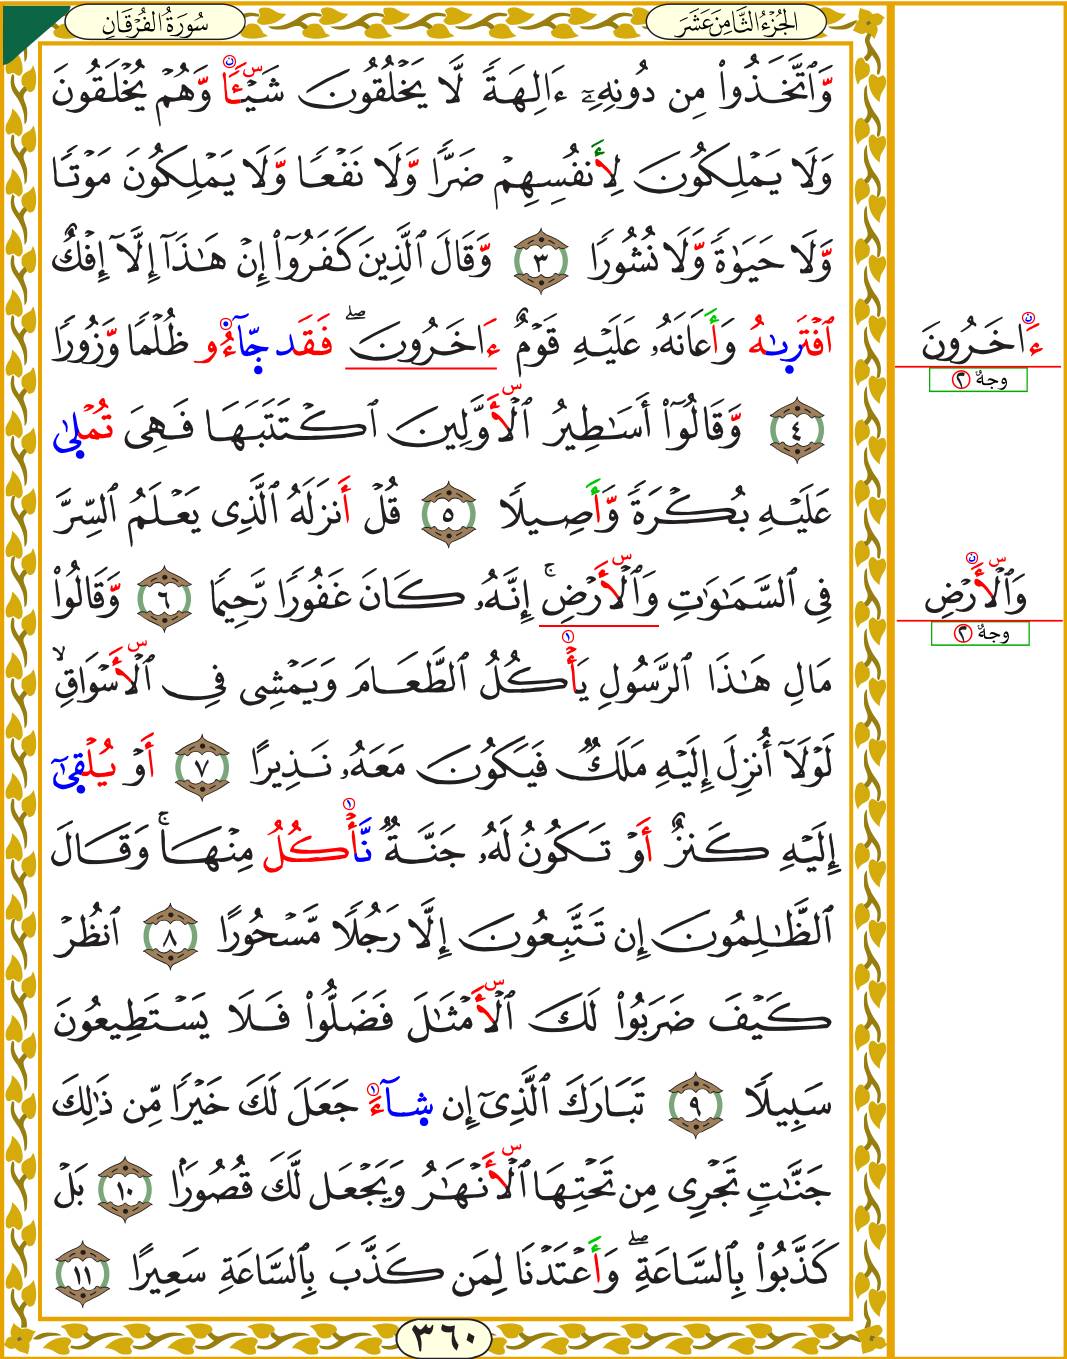 سُورَةُ الفُرْقَانِ
الجُزْءُ الثَّامِنَ عَشَرَ
وَٱتَّخَذُوا۟ مِن دُونِهِۦٓ ءَالِهَةً لَّا يَخْلُقُونَ شَيْـًٔا وَهُمْ يُخْلَقُونَ
وَلَا يَمْلِكُونَ لِأَنفُسِهِمْ ضَرًّا وَلَا نَفْعًا وَلَا يَمْلِكُونَ مَوْتًا
وَلَا حَيَوٰةً وَلَا نُشُورًا ٣ وَقَالَ ٱلَّذِينَ كَفَرُوٓا۟ إِنْ هَـٰذَآ إِلَّآ إِفْكٌ
ٱفْتَرىٰهُ وَأَعَانَهُۥ عَلَيْهِ قَوْمٌ ءَاخَرُونَ ۖ فَقَد جَّآءُو ظُلْمًا وَزُورًا
٤ وَقَالُوٓا۟ أَسَـٰطِيرُ ٱلْأَوَّلِينَ ٱكْتَتَبَهَا فَهِىَ تُمْلىٰ
عَلَيْهِ بُكْرَةً وَأَصِيلًا ٥ قُلْ أَنزَلَهُ ٱلَّذِى يَعْلَمُ ٱلسِّرَّ
فِى ٱلسَّمَـٰوَٰتِ وَٱلْأَرْضِ ۚ إِنَّهُۥ كَانَ غَفُورًا رَّحِيمًا ٦ وَقَالُوا۟
مَالِ هَـٰذَا ٱلرَّسُولِ يَأْكُلُ ٱلطَّعَامَ وَيَمْشِى فِى ٱلْأَسْوَاقِ ۙ
لَوْلَآ أُنزِلَ إِلَيْهِ مَلَكٌ فَيَكُونَ مَعَهُۥ نَذِيرًا ٧ أَوْ يُلْقىٰٓ
إِلَيْهِ كَنزٌ أَوْ تَكُونُ لَهُۥ جَنَّةٌ نَّأْكُلُ مِنْهَا ۚ وَقَالَ
ٱلظَّـٰلِمُونَ إِن تَتَّبِعُونَ إِلَّا رَجُلًا مَّسْحُورًا ٨ ٱنظُرْ
كَيْفَ ضَرَبُوا۟ لَكَ ٱلْأَمْثَـٰلَ فَضَلُّوا۟ فَلَا يَسْتَطِيعُونَ
سَبِيلًا ٩ تَبَارَكَ ٱلَّذِىٓ إِن شَآءَ جَعَلَ لَكَ خَيْرًا مِّن ذَٰلِكَ
جَنَّـٰتٍ تَجْرِى مِن تَحْتِهَا ٱلْأَنْهَـٰرُ وَيَجْعَل لَّكَ قُصُورًۢا ١٠ بَلْ
كَذَّبُوا۟ بِٱلسَّاعَةِ ۖ وَأَعْتَدْنَا لِمَن كَذَّبَ بِٱلسَّاعَةِ سَعِيرًا ١١
٣٦٠
ءَاخَرُونَ
وجهٌ ٢
وَٱلْأَرْضِ
وجهٌ ٢